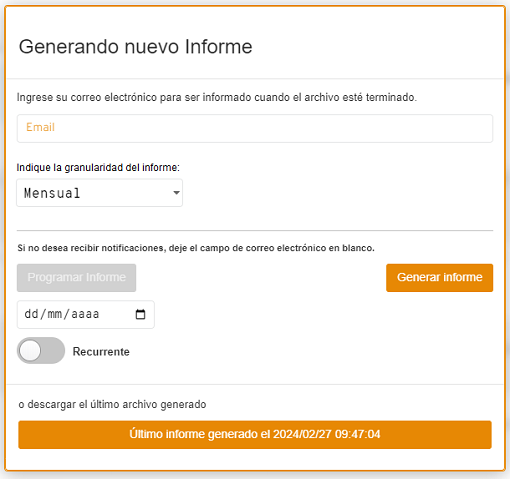 Generando nuevo Informe
Ingrese su correo electrónico para ser informado cuando el archivo esté terminado.
Email
Indique la granularidad del informe:
Mensual
Si no desea recibir notificaciones, deje el campo de correo electrónico en blanco.
Programar Informe
Generar informe
dd/mm/aaaa
Recurrente
o descargar el último archivo generado
Último informe generado el 2024/02/27 09:47:04